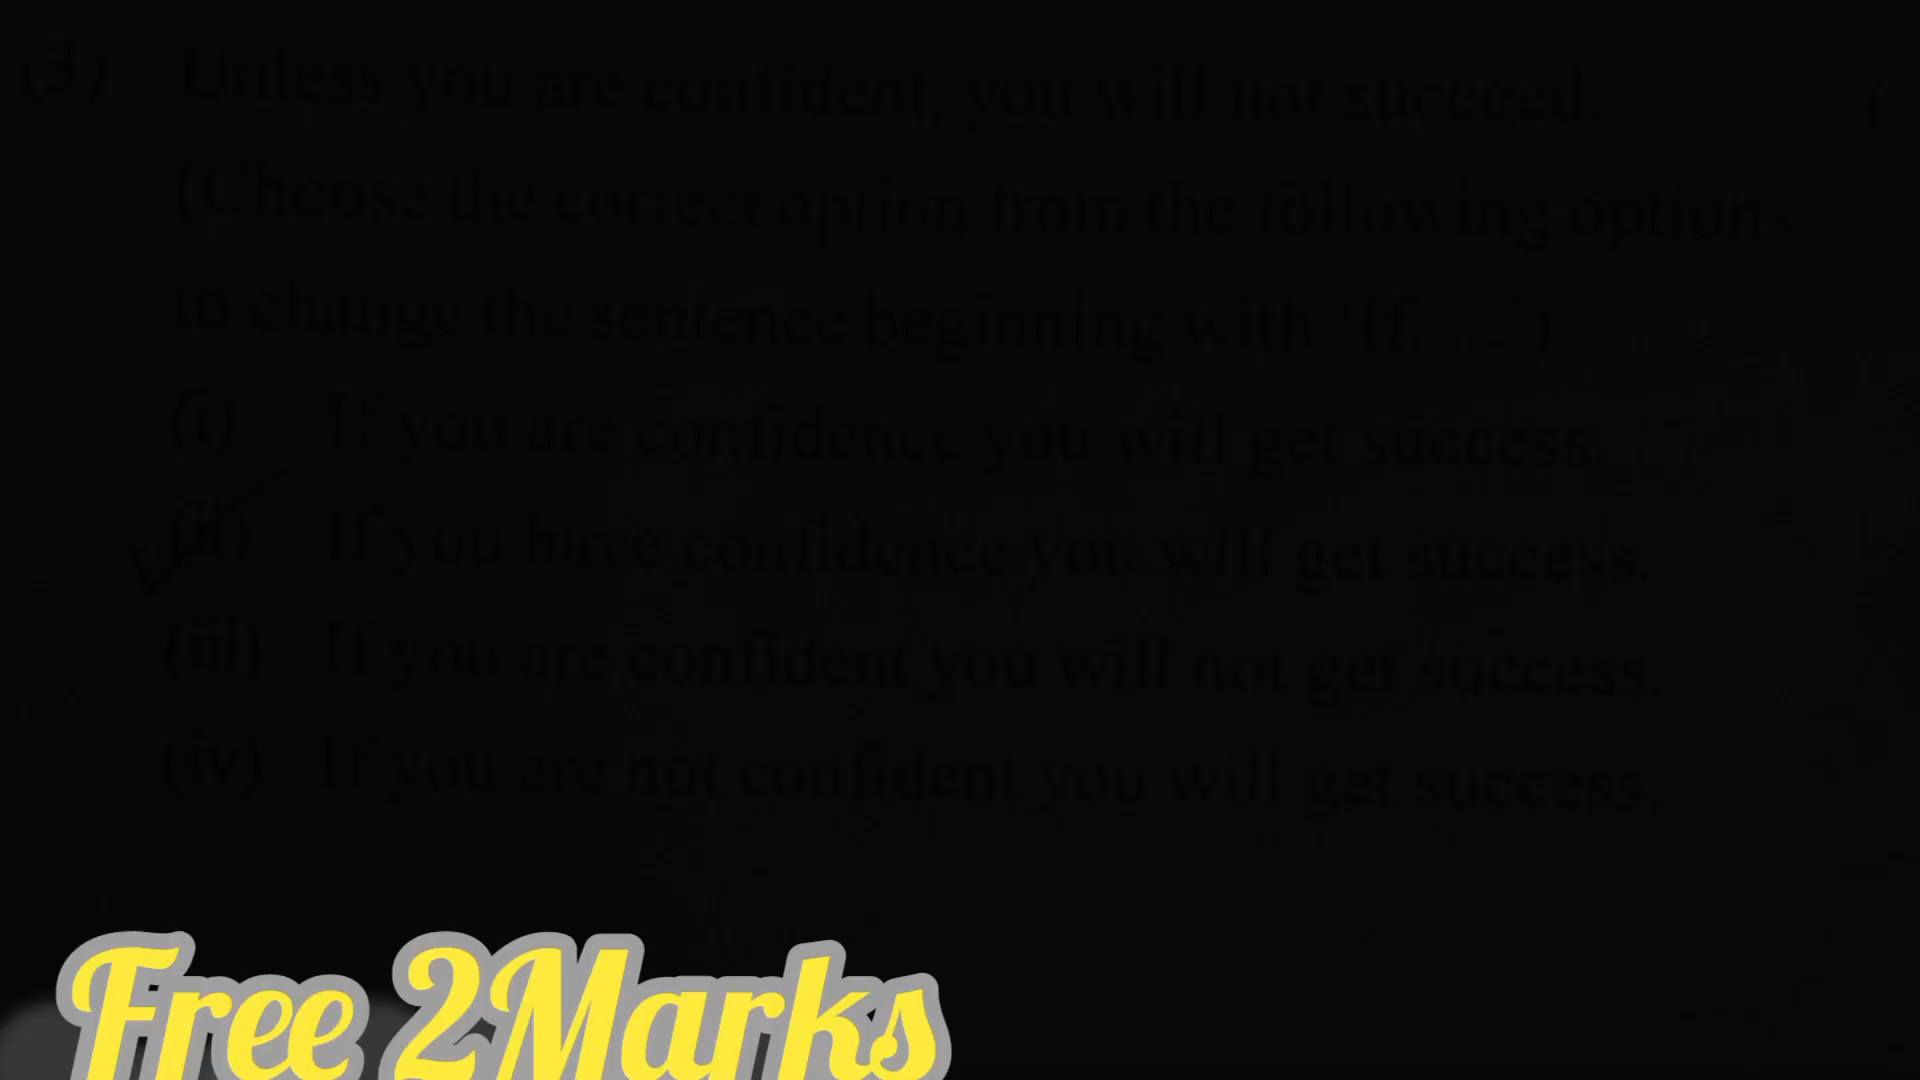 (3) Unless you are confident, you will not succeed.
(Choose the correct option from the following options
to change the sentence beginning with 'If.....')
(i) If you are confidence you will get success.
(ii) If you have confidence you will get success.
(iii) If you are confident you will not get success.
(iv) If you are not confident you will get success.
Free 2Marks